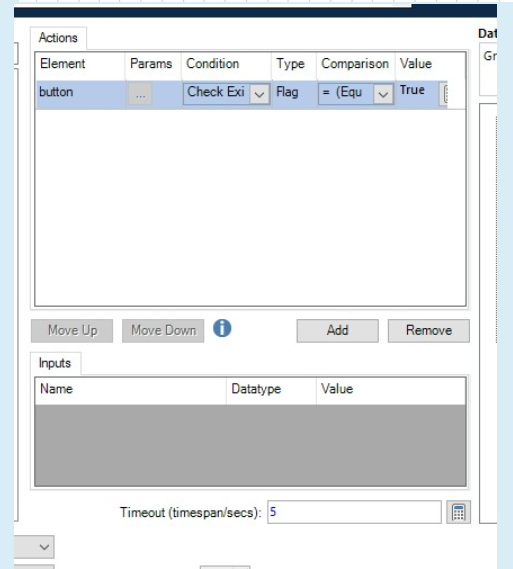 Actions
Dat
Element Params Condition Type Comparison Value
Gr
button ... Check Exi Flag = (Equ True
Move Up Move Down i Add Remove
Inputs
Name Datatype Value
Timeout (timespan/secs): 5